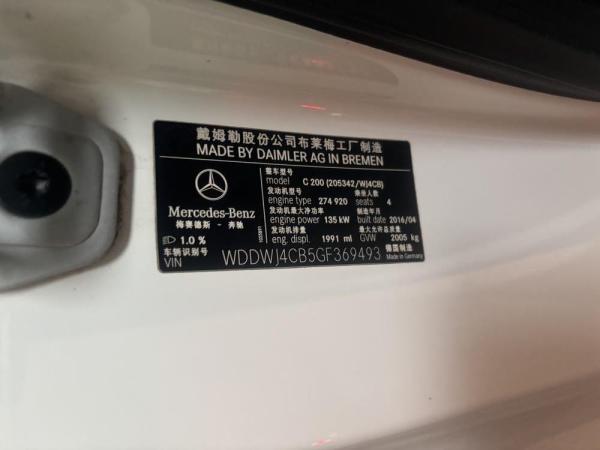 戴姆勒股份公司布莱梅工厂制造
MADE BY DAIMLER AG IN BREMEN
整车型号
model C 200 (205342/WJ4CB)
发动机型号 乘坐人数
engine type 274 920 seats 4
发动机最大净功率 制造年月
engine power 135 kW built date 2016/04
发动机排量 最大允许总质量
eng. displ. 1991 ml GVW 2005 kg
Mercedes-Benz
梅赛德斯 - 奔驰
1.0 %
车辆识别号
VIN WDDWJ4CB5GF369493
德国制造
Made in Germany